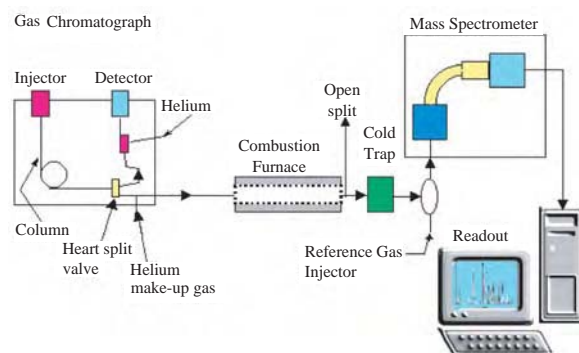 Gas Chromatograph
Mass Spectrometer
Injector
Detector
Helium
Open
split
Cold
Trap
Combustion
Furnace
Column
Heart split
valve
Helium
make-up gas
Reference Gas
Injector
Readout